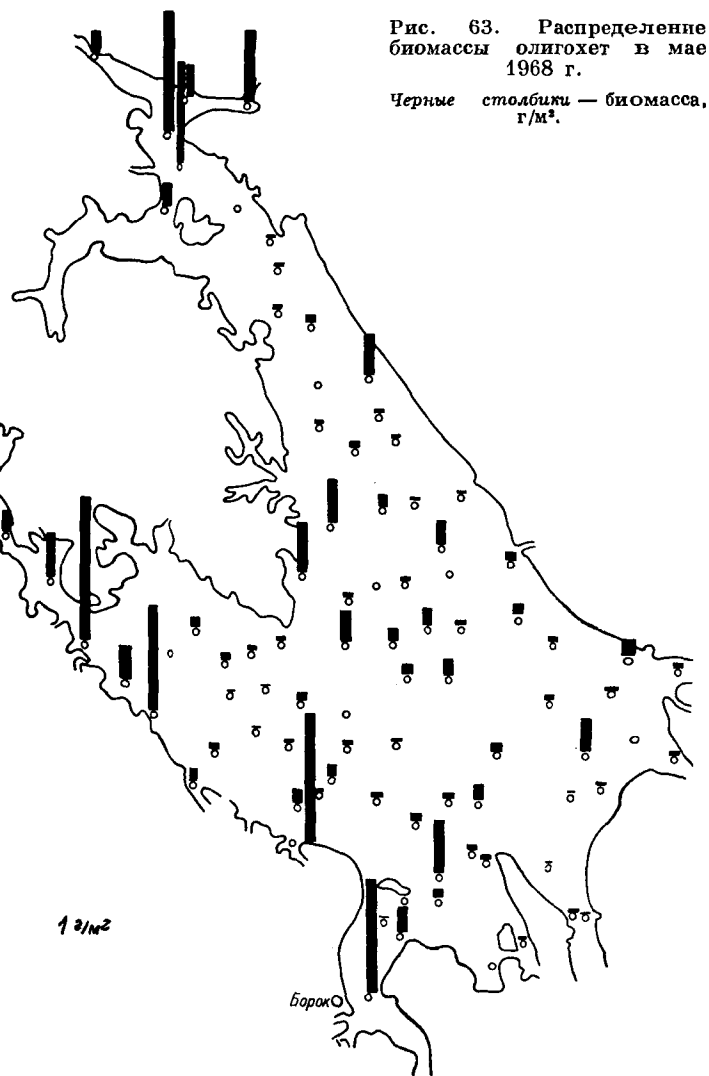 Рис. 63. Распределение
биомассы олигохет в мае
1968 г.
Черные столбики — биомасса,
г/м².
1 г/м²
Борок